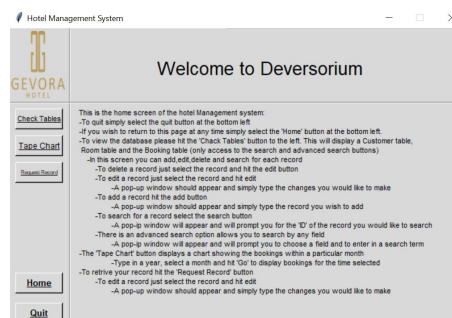 Hotel Management System
GEVORA
HOTEL
Welcome to Deversorium
Check Tables
Tape Chart
Request Record
Home
Quit
This is the home screen of the hotel Management system:
-To quit simply select the quit button at the bottom left
-If you wish to return to this page at any time simply select the 'Home' button at the bottom left.
-To view the database please hit the 'Chack Tables' button to the left. This will display a Customer table,
Room table and the Booking table (only access to the search and advanced search buttons)
-In this screen you can add,edit,delete and search for each record
-To delete a record just select the record and hit the edit button
-To edit a record just select the record and hit edit
-A pop-up window should appear and simply type the changes you would like to make
-To add a record hit the add button
-A pop-up window should appear and simply type the record you wish to add
-To search for a record select the search button
-A pop-ip window will appear and will prompt you for the 'ID' of the record you would like to search
-There is an advanced search option allows you to search by any field
-A pop-ip window will appear and will prompt you to choose a field and to enter in a search term
-The 'Tape Chart' button displays a chart showing the bookings within a particular month
-Type in a year, select a month and hit 'Go' to display bookings for the time selected
-To retrive your record hit the 'Request Record' button
-To edit a record just select the record and hit edit
-A pop-up window should appear and simply type the changes you would like to make